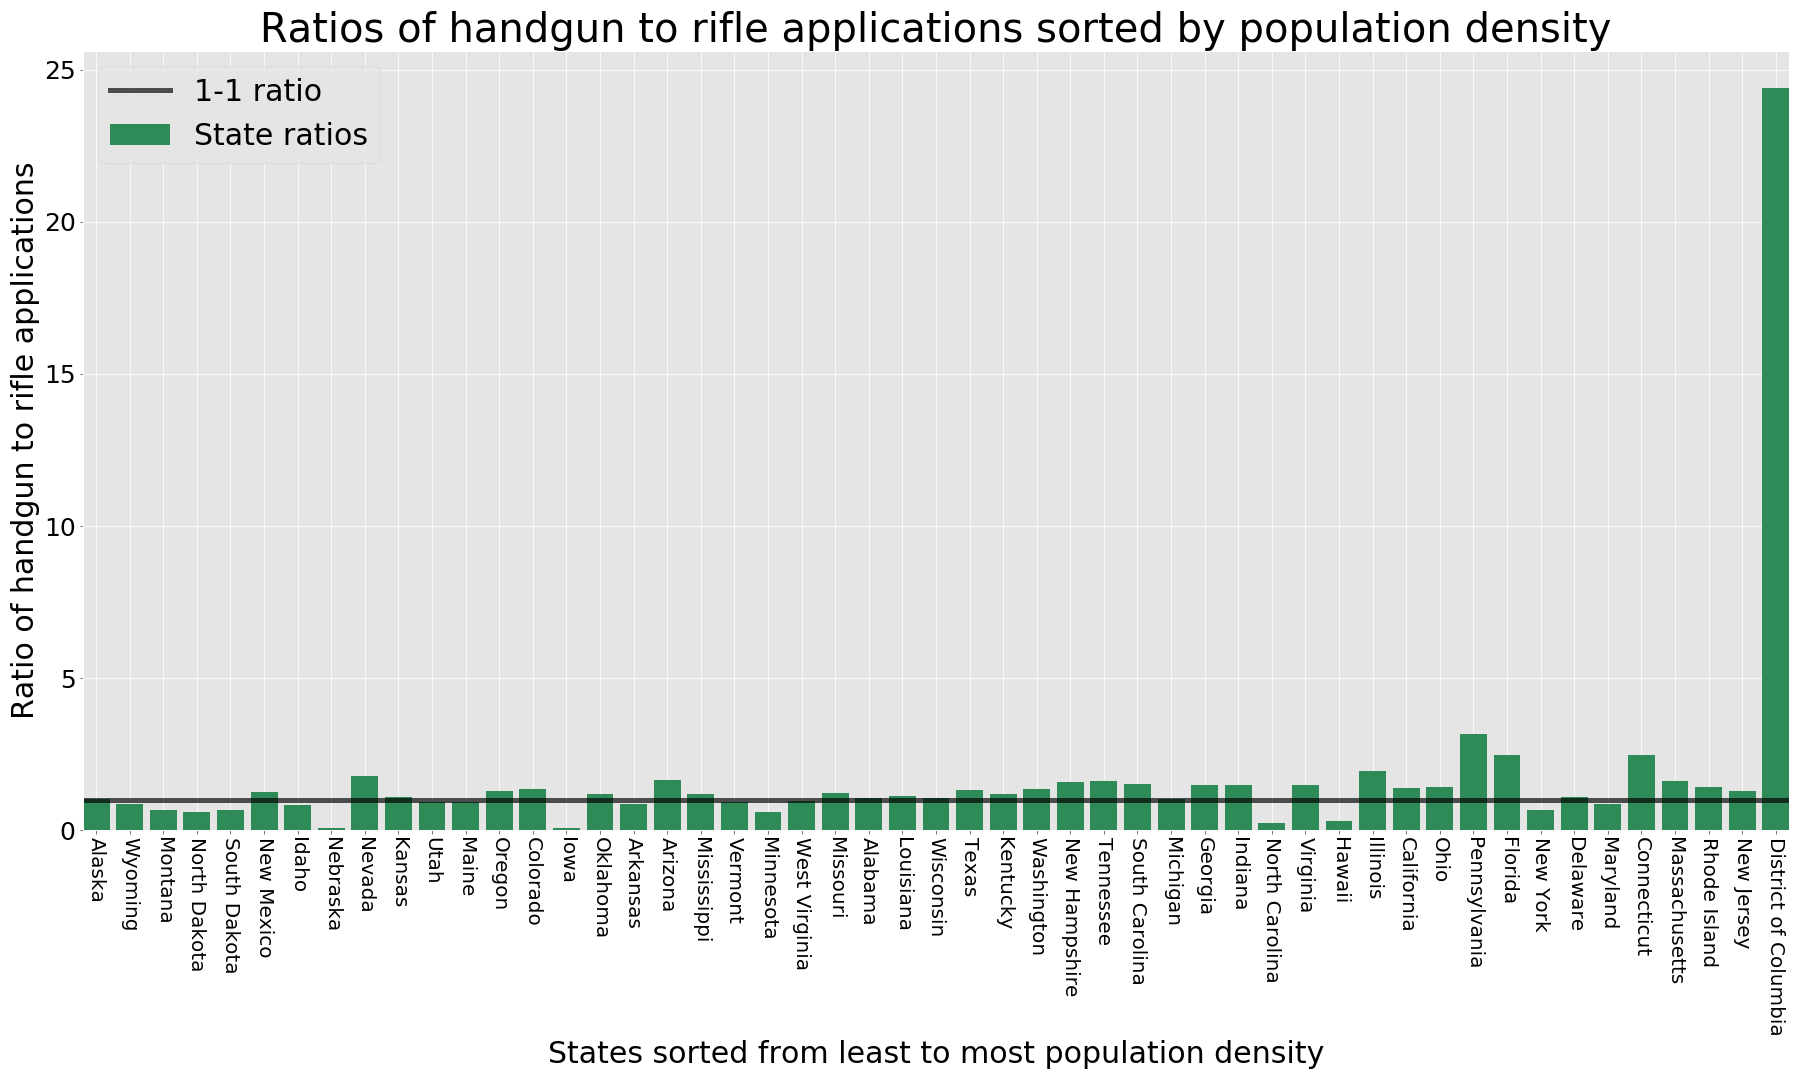 Ratios of handgun to rifle applications sorted by population density
1-1 ratio
State ratios
Ratio of handgun to rifle applications
25
20
15
10
5
0
Alaska
Wyoming
Montana
North Dakota
South Dakota
New Mexico
Idaho
Nebraska
Nevada
Kansas
Utah
Maine
Oregon
Colorado
Iowa
Oklahoma
Arkansas
Arizona
Mississippi
Vermont
Minnesota
West Virginia
Missouri
Alabama
Louisiana
Wisconsin
Texas
Kentucky
Washington
New Hampshire
Tennessee
South Carolina
Michigan
Georgia
Indiana
North Carolina
Virginia
Hawaii
Illinois
California
Ohio
Pennsylvania
Florida
New York
Delaware
Maryland
Connecticut
Massachusetts
Rhode Island
New Jersey
District of Columbia
States sorted from least to most population density